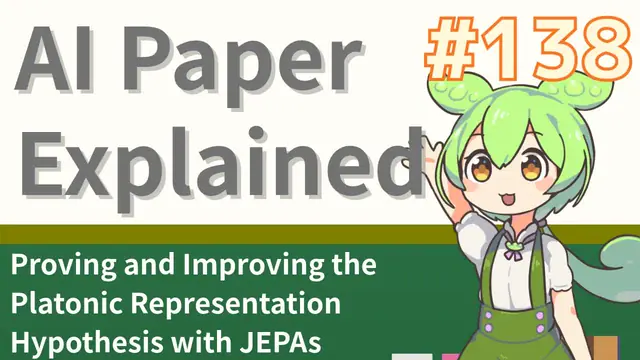 AI Paper
#138
Explained
Proving and Improving the
Platonic Representation
Hypothesis with JEPAs